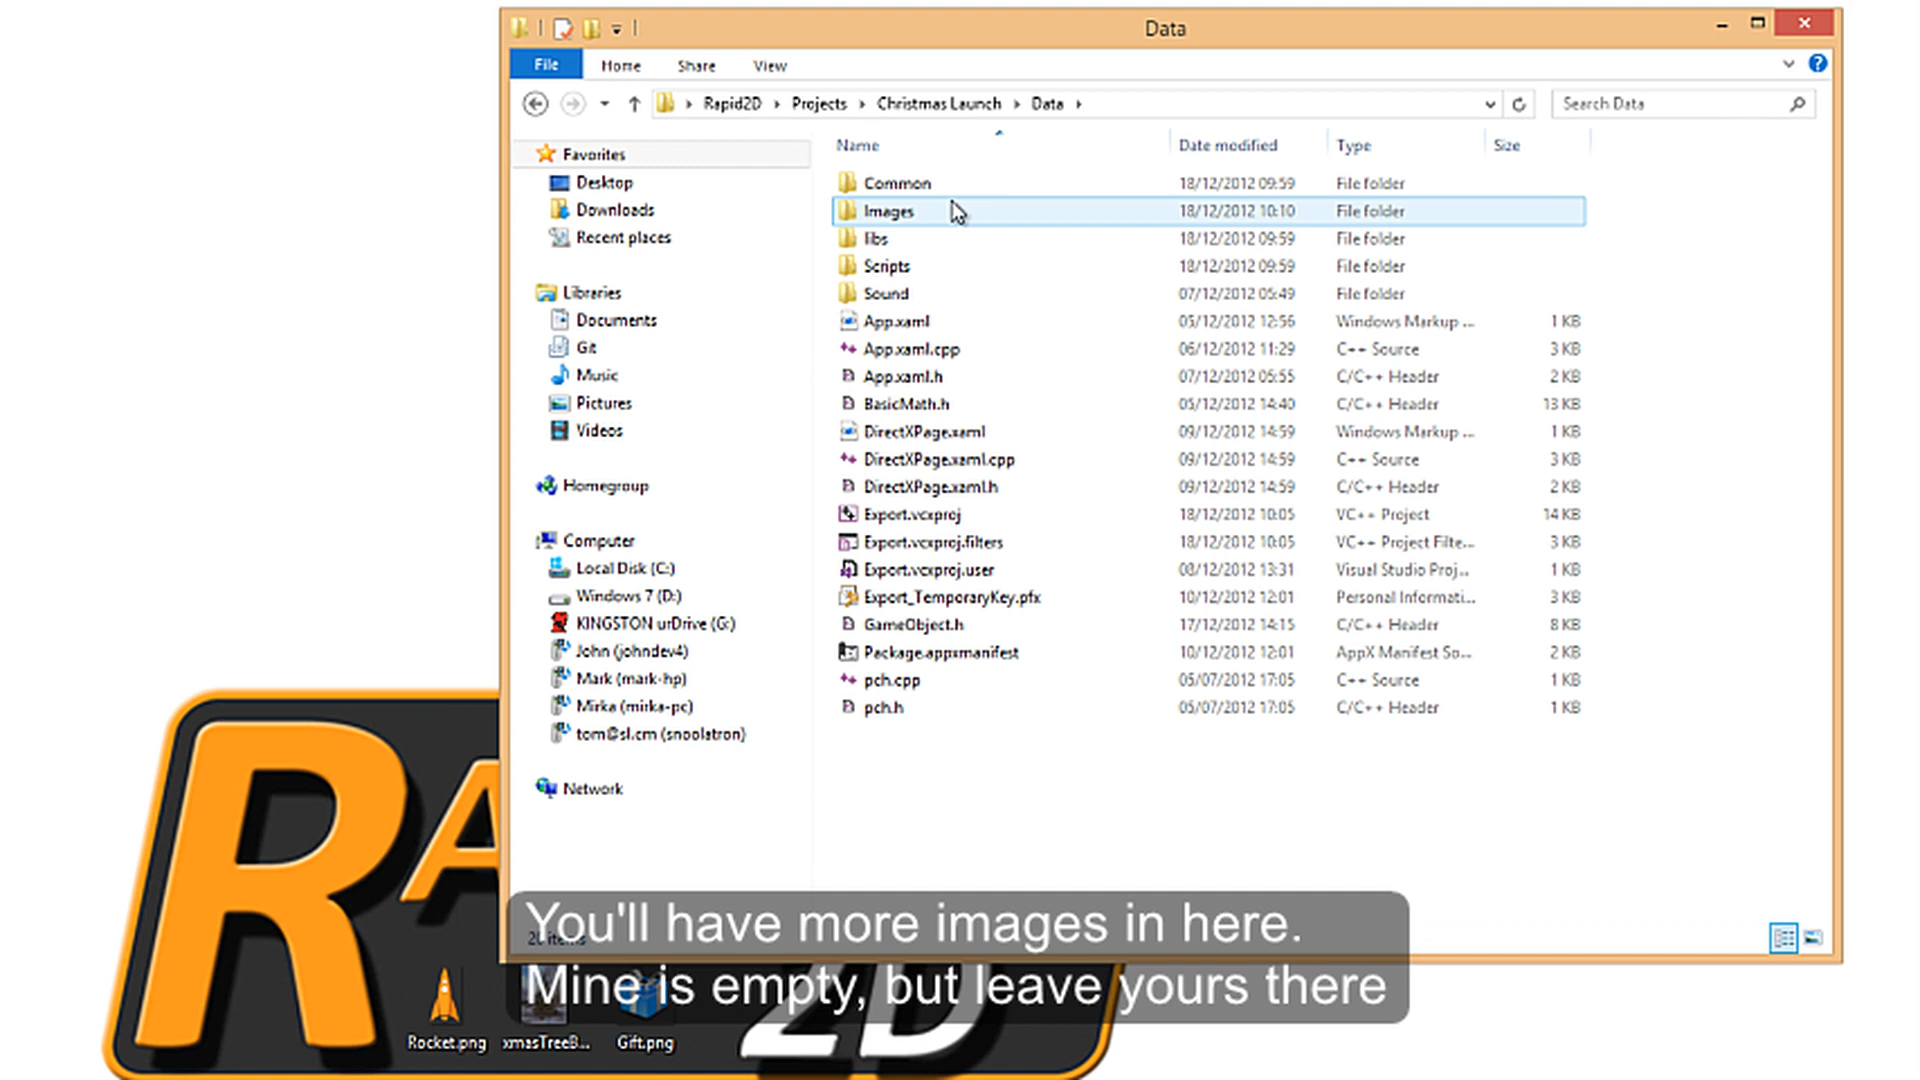 Data
File Home Share View
Rapid2D Projects Christmas Launch Data Search Data
Name Date modified Type Size
Favorites
Desktop
Downloads
Recent places
Libraries
Documents
Git
Music
Pictures
Videos
Homegroup
Computer
Local Disk (C:)
Windows 7 (D:)
KINGSTON urDrive (G:)
John (johndev4)
Mark (mark-hp)
Mirka (mirka-pc)
tom@sl.cm (snoolatron)
Network
Common 18/12/2012 09:59 File folder
Images 18/12/2012 10:10 File folder
libs 18/12/2012 09:59 File folder
Scripts 18/12/2012 09:59 File folder
Sound 07/12/2012 05:49 File folder
App.xaml 05/12/2012 12:56 Windows Markup ... 1 KB
App.xaml.cpp 06/12/2012 11:29 C++ Source 3 KB
App.xaml.h 07/12/2012 05:55 C/C++ Header 2 KB
BasicMath.h 05/12/2012 14:40 C/C++ Header 13 KB
DirectXPage.xaml 09/12/2012 14:59 Windows Markup ... 1 KB
DirectXPage.xaml.cpp 09/12/2012 14:59 C++ Source 3 KB
DirectXPage.xaml.h 09/12/2012 14:59 C/C++ Header 2 KB
Export.vcxproj 18/12/2012 10:05 VC++ Project 14 KB
Export.vcxproj.filters 18/12/2012 10:05 VC++ Project Filte... 3 KB
Export.vcxproj.user 08/12/2012 13:31 Visual Studio Proj... 1 KB
Export_TemporaryKey.pfx 10/12/2012 12:01 Personal Informati... 3 KB
GameObject.h 17/12/2012 14:15 C/C++ Header 8 KB
Package.appxmanifest 10/12/2012 12:01 AppX Manifest So... 2 KB
pch.cpp 05/07/2012 17:05 C++ Source 1 KB
pch.h 05/07/2012 17:05 C/C++ Header 1 KB
You'll have more images in here.
Mine is empty, but leave yours there
Rocket.png xmasTreeB... Gift.png
RA
2D